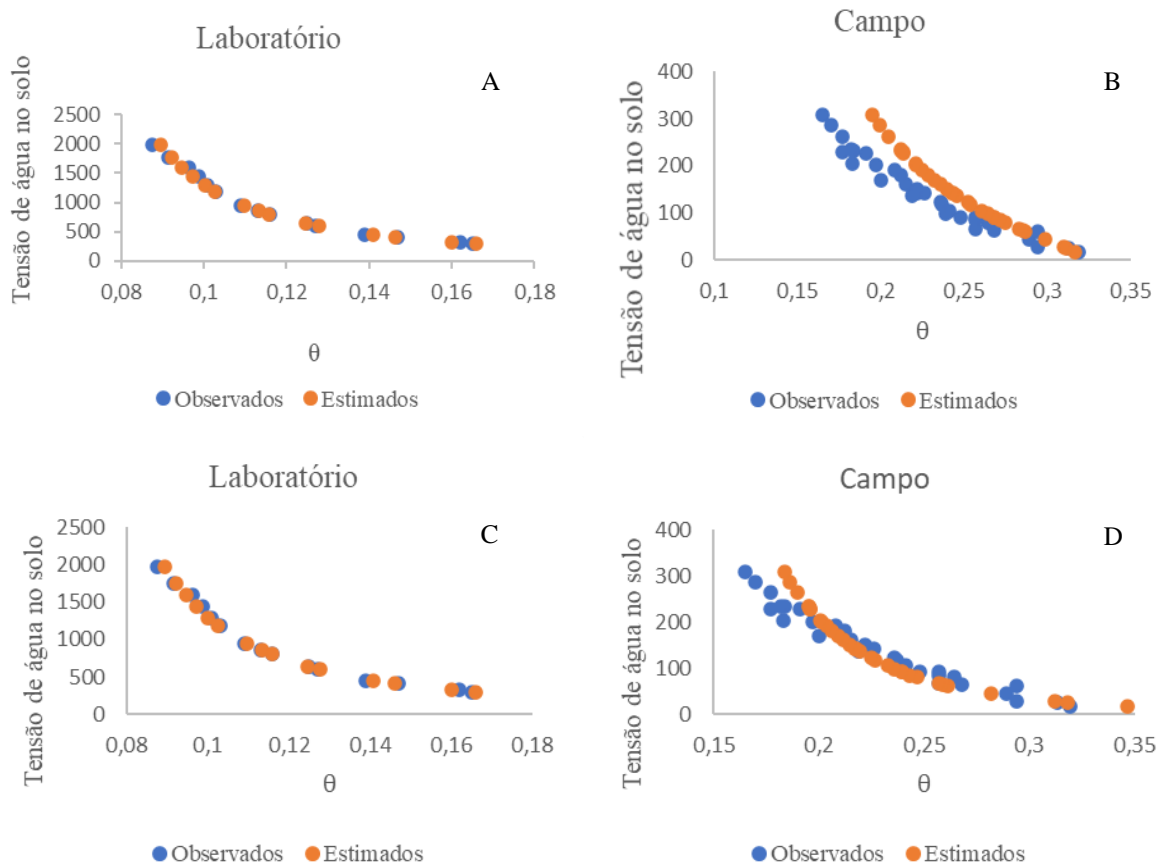 Laboratório
A
Tensão de água no solo
2500
2000
1500
1000
500
0
0,08 0,1 0,12 0,14 0,16 0,18
θ
Observados Estimados
Campo
B
Tensão de água no solo
400
300
200
100
0
0,1 0,15 0,2 0,25 0,3 0,35
θ
Observados Estimados
Laboratório
C
Tensão de água no solo
2500
2000
1500
1000
500
0
0,08 0,1 0,12 0,14 0,16 0,18
θ
Observados Estimados
Campo
D
Tensão de água no solo
400
300
200
100
0
0,15 0,2 0,25 0,3 0,35
θ
Observados Estimados